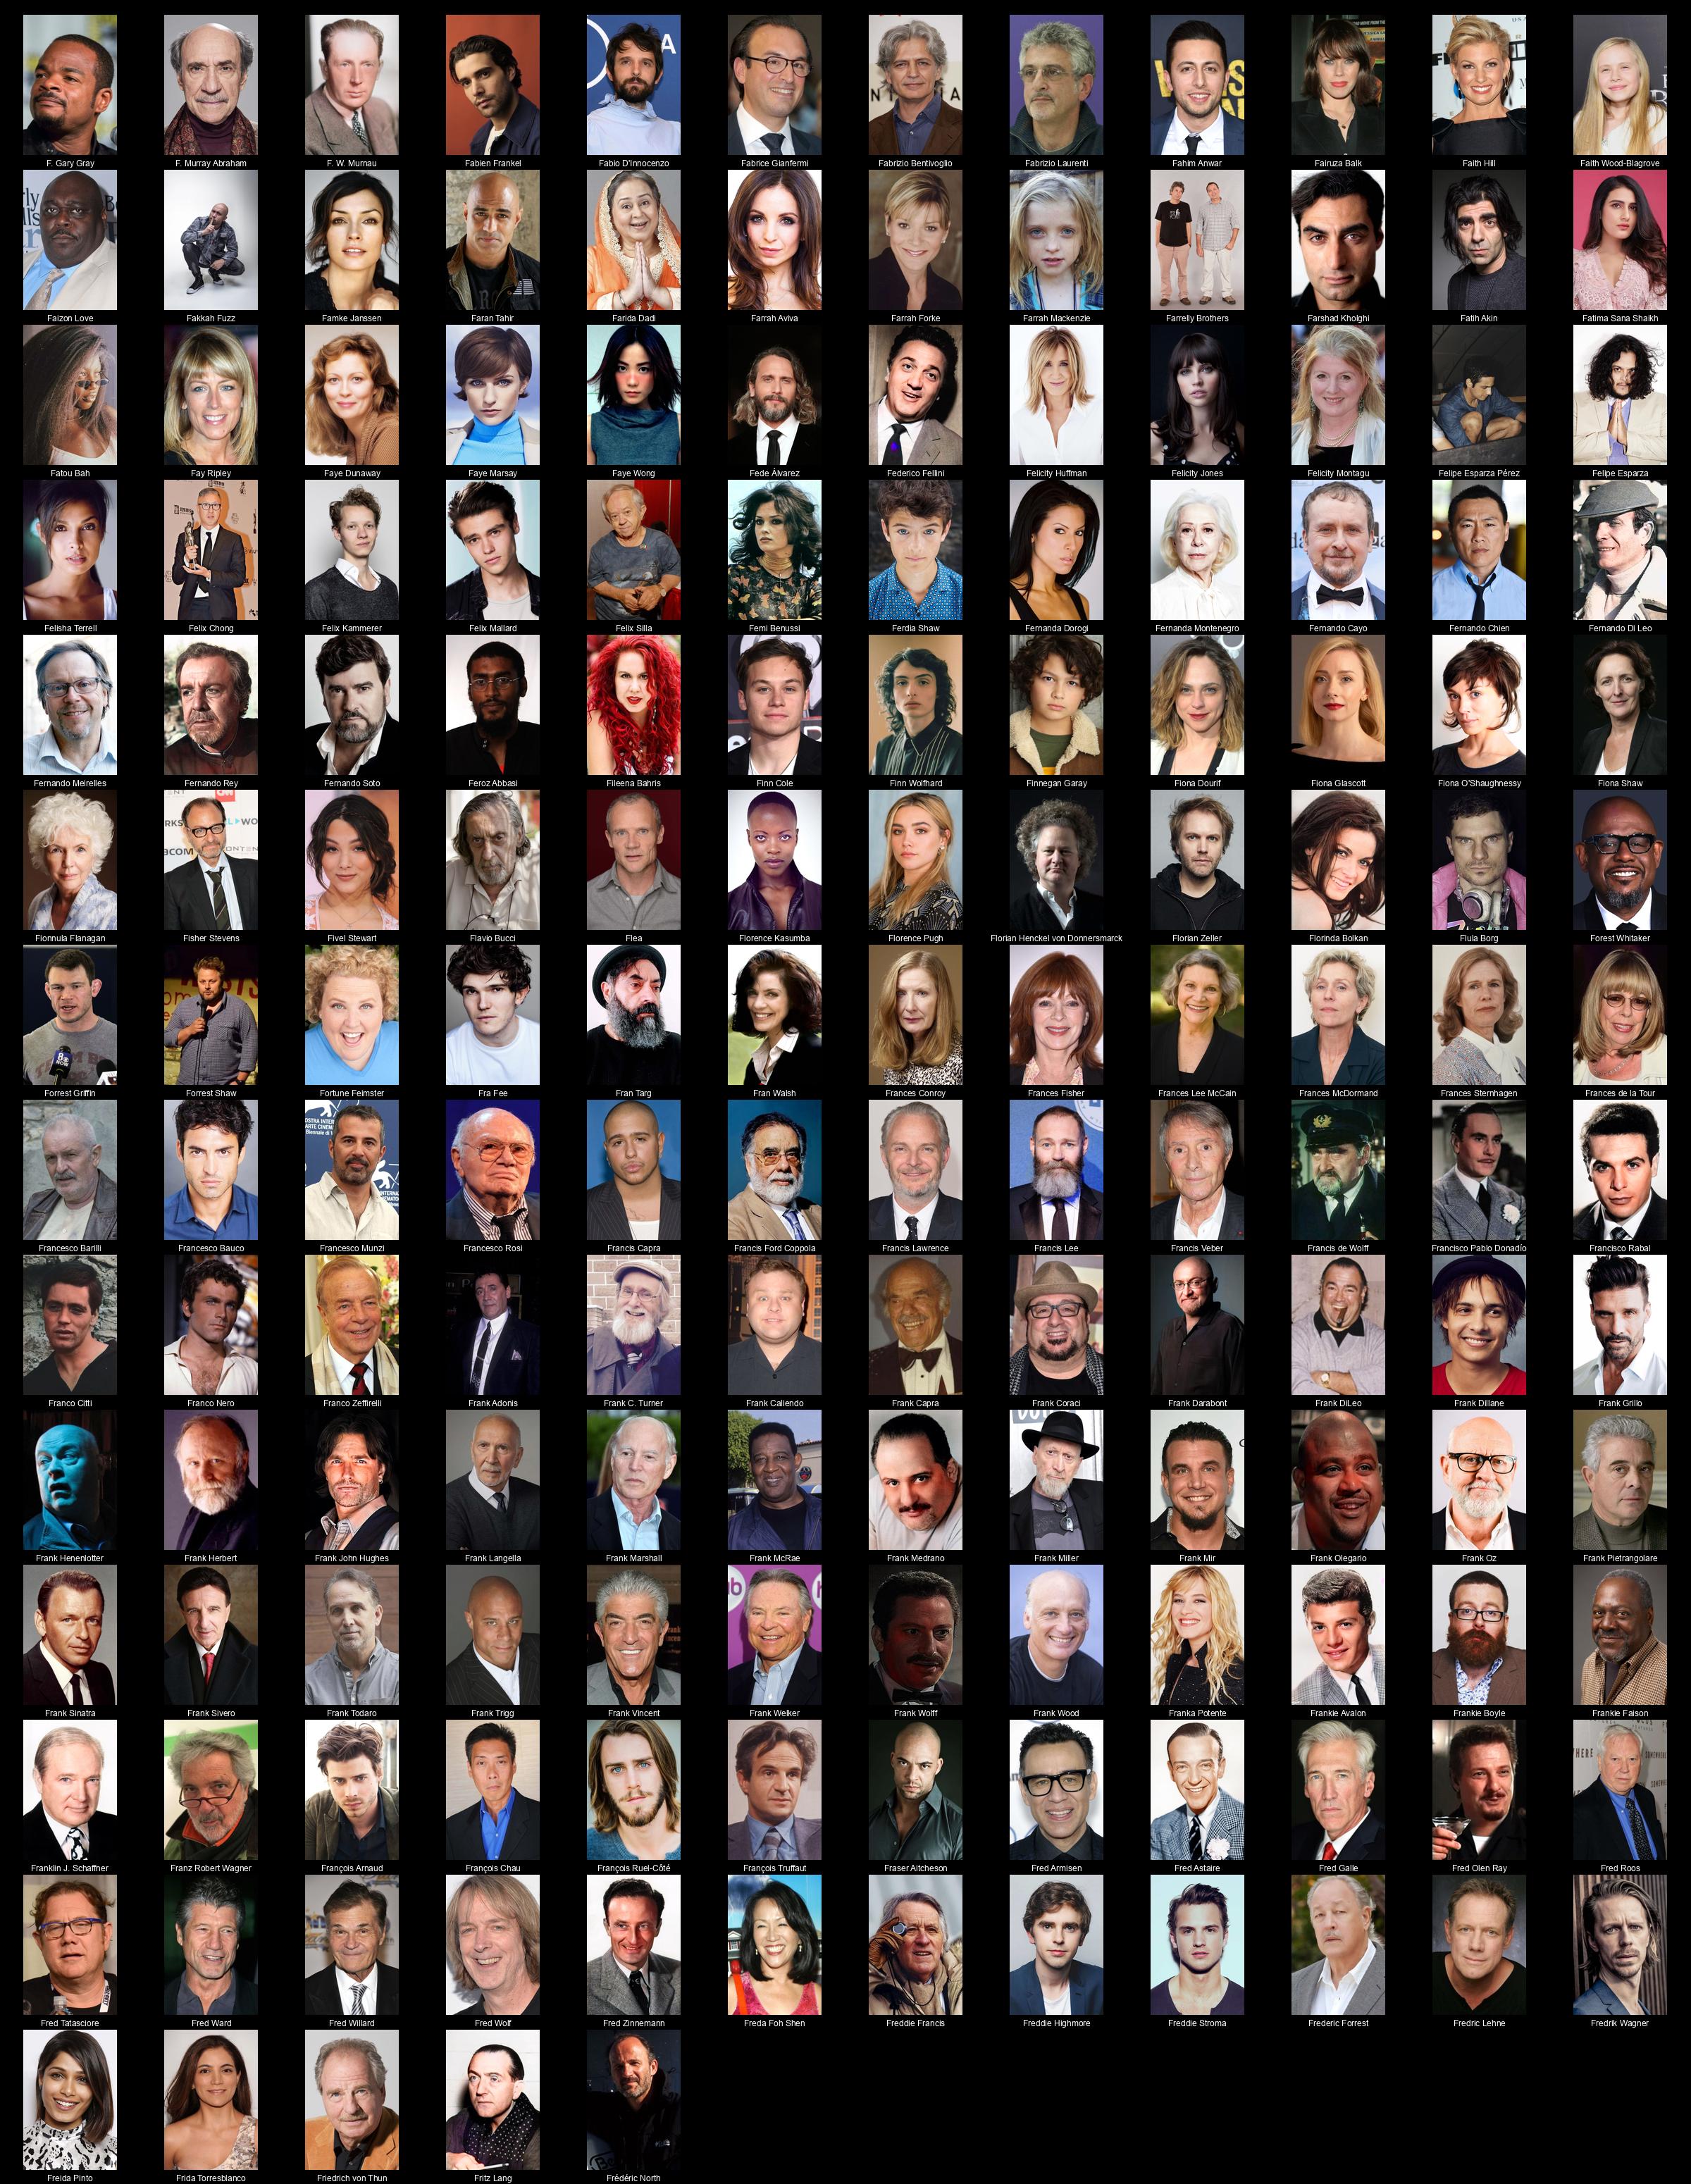 F. Gary Gray
F. Murray Abraham
F. W. Murnau
Fabien Frankel
Fabio D'Innocenzo
Fabrice Gianfermi
Fabrizio Bentivoglio
Fabrizio Laurenti
Fahim Anwar
Fairuza Balk
Faith Hill
Faith Wood-Blagrove
Faizon Love
Fakkah Fuzz
Famke Janssen
Faran Tahir
Farida Dadi
Farrah Aviva
Farrah Forke
Farrah Mackenzie
Farrelly Brothers
Farshad Kholghi
Fatih Akin
Fatima Sana Shaikh
Fatou Bah
Fay Ripley
Faye Dunaway
Faye Marsay
Faye Wong
Fede Álvarez
Federico Fellini
Felicity Huffman
Felicity Jones
Felicity Montagu
Felipe Esparza Pérez
Felipe Esparza
Felisha Terrell
Felix Chong
Felix Kammerer
Felix Mallard
Felix Silla
Femi Benussi
Ferdia Shaw
Fernanda Dorogi
Fernanda Montenegro
Fernando Cayo
Fernando Chien
Fernando Di Leo
Fernando Meirelles
Fernando Rey
Fernando Soto
Feroz Abbasi
Fileena Bahris
Finn Cole
Finn Wolfhard
Finnegan Garay
Fiona Dourif
Fiona Glascott
Fiona O'Shaughnessy
Fiona Shaw
Fionnula Flanagan
Fisher Stevens
Fivel Stewart
Flavio Bucci
Flea
Florence Kasumba
Florence Pugh
Florian Henckel von Donnersmarck
Florian Zeller
Florinda Bolkan
Flula Borg
Forest Whitaker
Forrest Griffin
Forrest Shaw
Fortune Feimster
Fra Fee
Fran Targ
Fran Walsh
Frances Conroy
Frances Fisher
Frances Lee McCain
Frances McDormand
Frances Sternhagen
Frances de la Tour
Francesco Barilli
Francesco Bauco
Francesco Munzi
Francesco Rosi
Francis Capra
Francis Ford Coppola
Francis Lawrence
Francis Lee
Francis Veber
Francis de Wolff
Francisco Pablo Donadío
Francisco Rabal
Franco Citti
Franco Nero
Franco Zeffirelli
Frank Adonis
Frank C. Turner
Frank Caliendo
Frank Capra
Frank Coraci
Frank Darabont
Frank DiLeo
Frank Dillane
Frank Grillo
Frank Henenlotter
Frank Herbert
Frank John Hughes
Frank Langella
Frank Marshall
Frank McRae
Frank Medrano
Frank Miller
Frank Mir
Frank Olegario
Frank Oz
Frank Pietrangolare
Frank Sinatra
Frank Sivero
Frank Todaro
Frank Trigg
Frank Vincent
Frank Welker
Frank Wolff
Frank Wood
Franka Potente
Frankie Avalon
Frankie Boyle
Frankie Faison
Franklin J. Schaffner
Franz Robert Wagner
François Arnaud
François Chau
François Ruel-Côté
François Truffaut
Fraser Aitcheson
Fred Armisen
Fred Astaire
Fred Galle
Fred Olen Ray
Fred Roos
Fred Tatasciore
Fred Ward
Fred Willard
Fred Wolf
Fred Zinnemann
Freda Foh Shen
Freddie Francis
Freddie Highmore
Freddie Stroma
Frederic Forrest
Fredric Lehne
Fredrik Wagner
Freida Pinto
Frida Torresblanco
Friedrich von Thun
Fritz Lang
Frédéric North